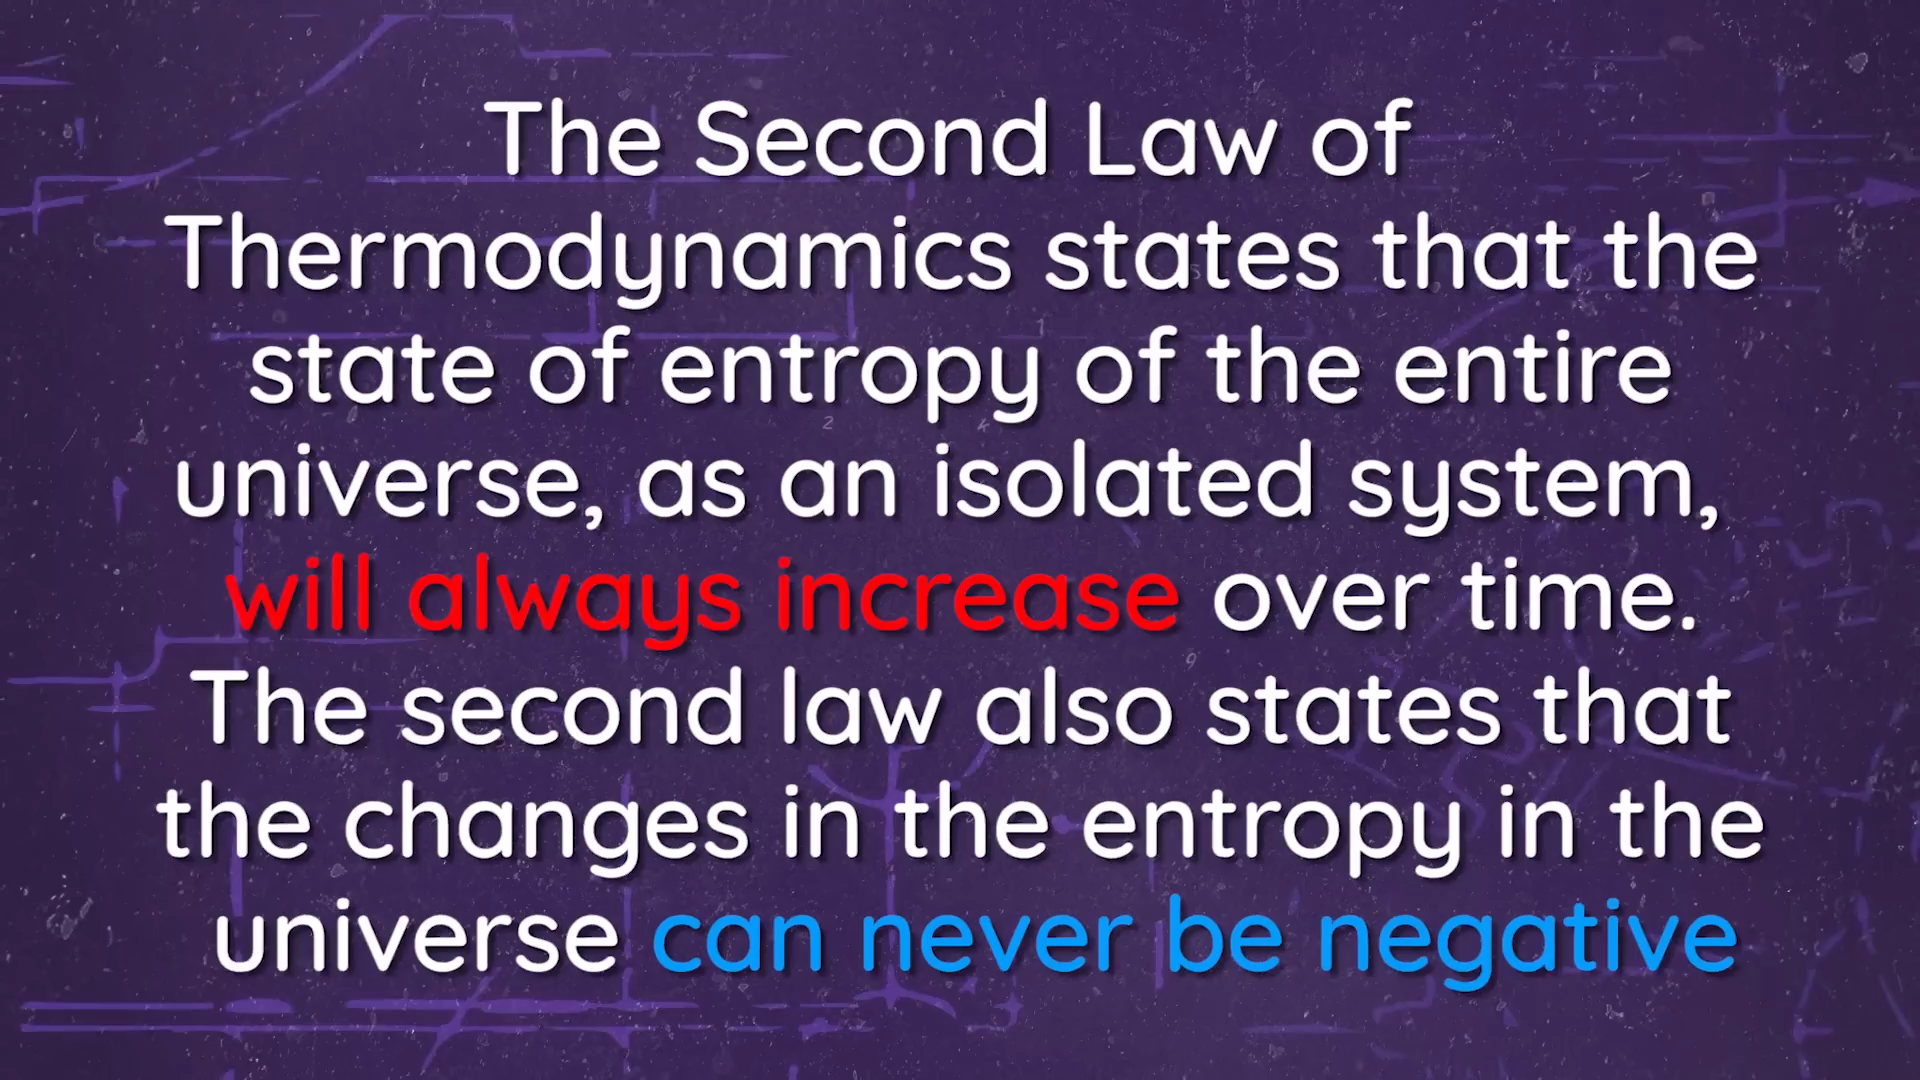 The Second Law of
Thermodynamics states that the
state of entropy of the entire
universe, as an isolated system,
will always increase over time.
The second law also states that
the changes in the entropy in the
universe can never be negative